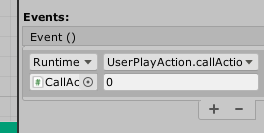 Events:
Event ()
Runtime UserPlayAction.callActio
CallAc 0
+ -